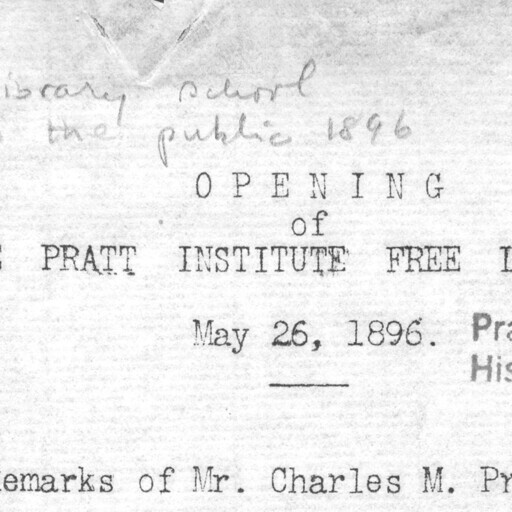 library school
the public 1896
OPENING
of
PRATT INSTITUTE FREE
May 26, 1896.
Pra
His
emarks of Mr. Charles M. Pr